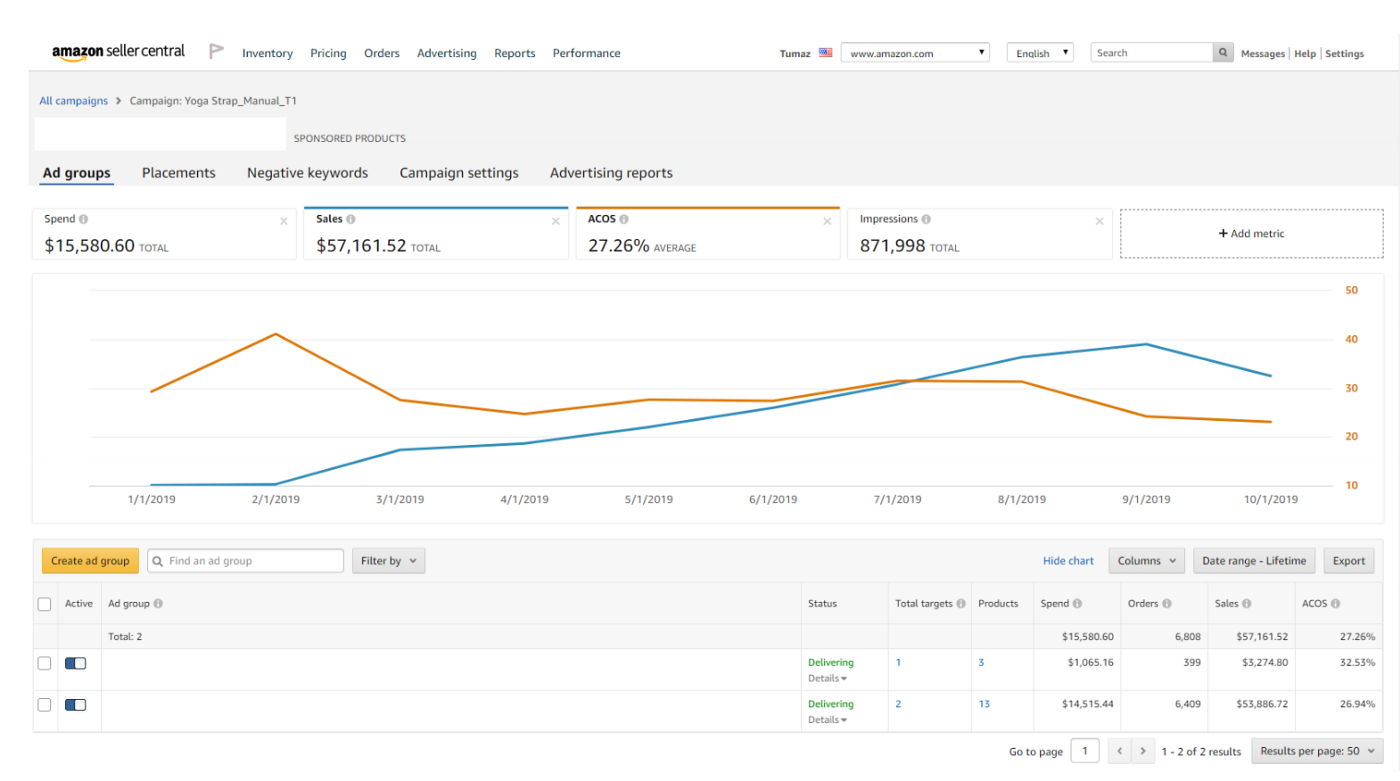 amazon seller central Inventory Pricing Orders Advertising Reports Performance Tumaz www.amazon.com English Search Messages | Help | Settings
All campaigns > Campaign: Yoga Strap_Manual_T1
SPONSORED PRODUCTS
Ad groups Placements Negative keywords Campaign settings Advertising reports
Spend Sales ACOS Impressions
$15,580.60 TOTAL $57,161.52 TOTAL 27.26% AVERAGE 871,998 TOTAL + Add metric
50
40
30
20
10
1/1/2019 2/1/2019 3/1/2019 4/1/2019 5/1/2019 6/1/2019 7/1/2019 8/1/2019 9/1/2019 10/1/2019
Create ad group Find an ad group Filter by Hide chart Columns Date range - Lifetime Export
Active Ad group Status Total targets Products Spend Orders Sales ACOS
Total: 2 $15,580.60 6,808 $57,161.52 27.26%
Delivering 1 3 $1,065.16 399 $3,274.80 32.53%
Details
Delivering 2 13 $14,515.44 6,409 $53,886.72 26.94%
Details
Go to page 1 < > 1 - 2 of 2 results Results per page: 50